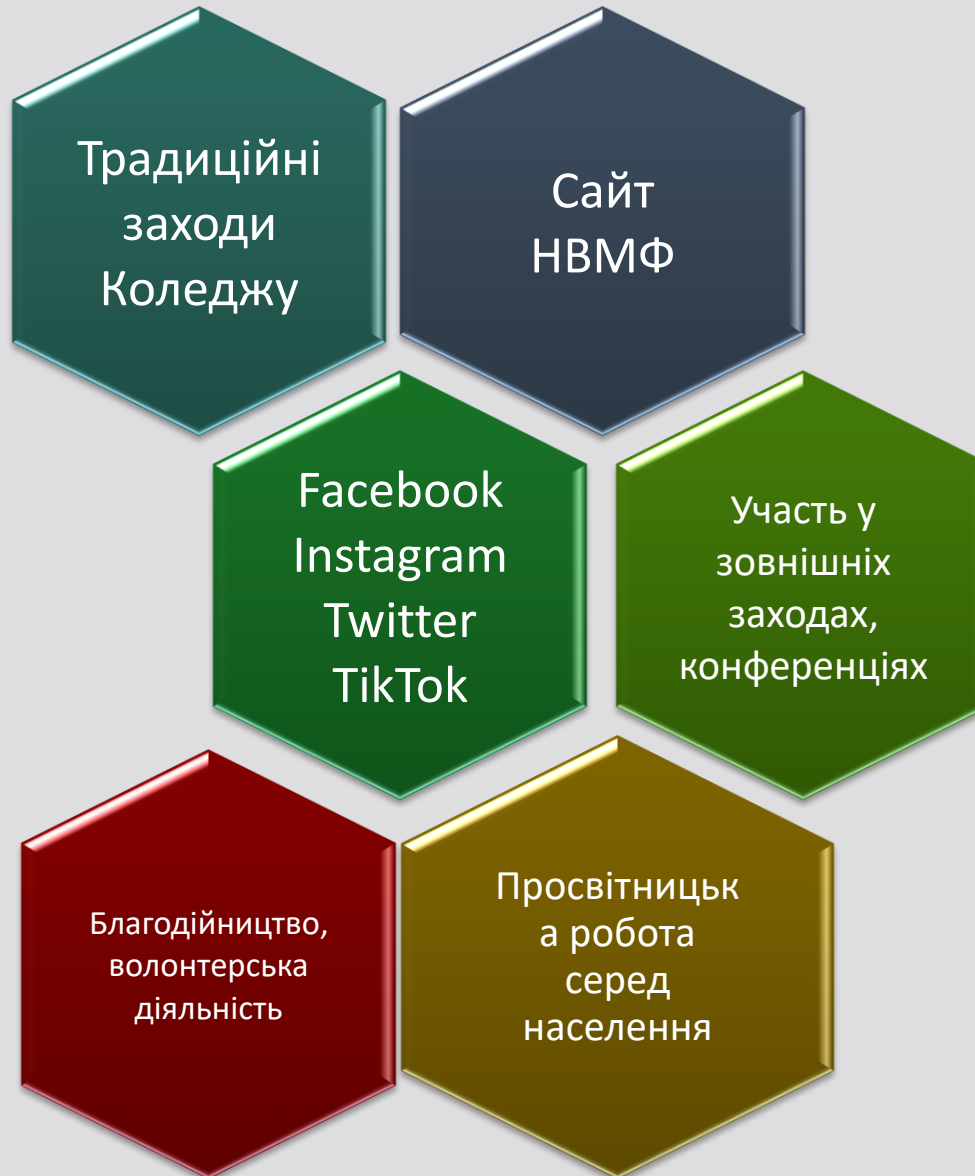 Традиційні
заходи
Коледжу
Сайт
НВМФ
Facebook
Instagram
Twitter
TikTok
Участь у
зовнішніх
заходах,
конференціях
Благодійництво,
волонтерська
діяльність
Просвітницьк
а робота
серед
населення